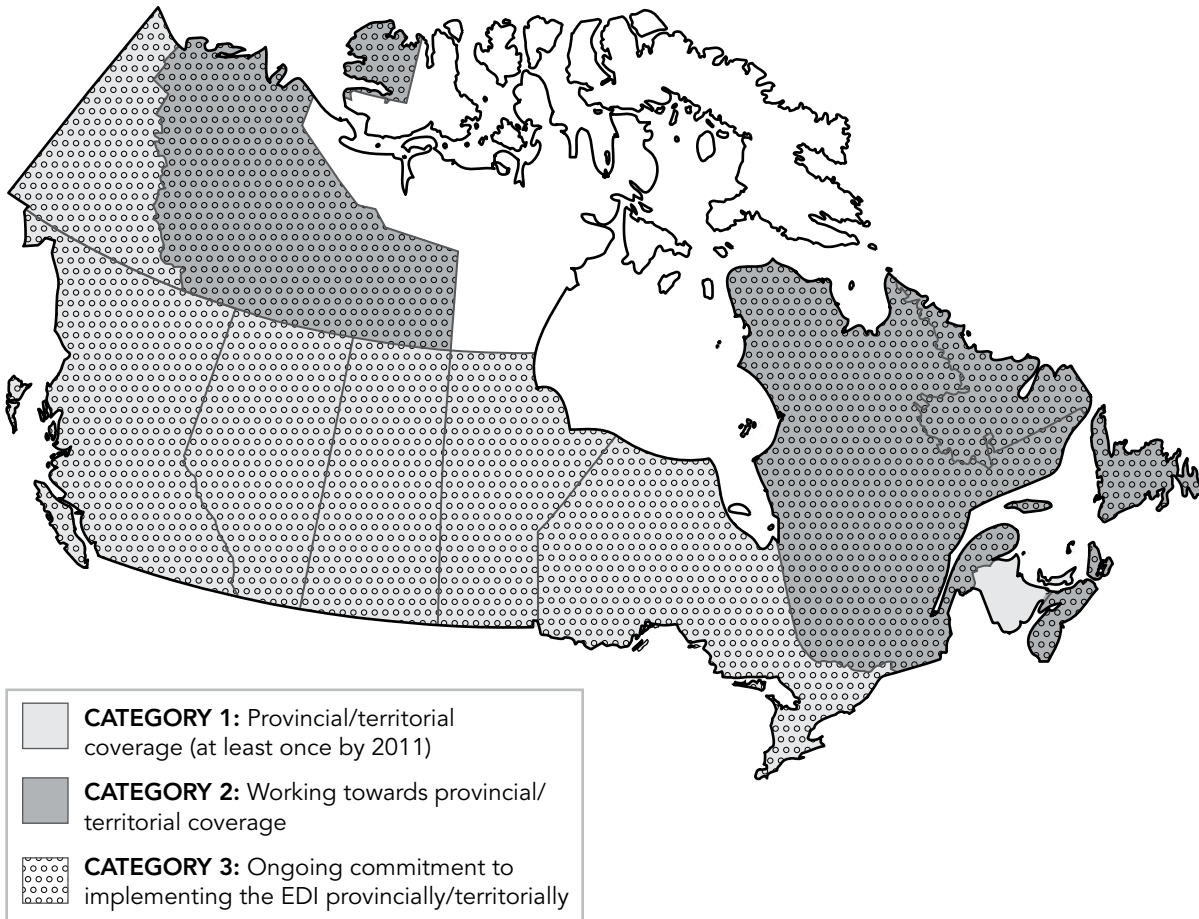 CATEGORY 1: Provincial/territorial
coverage (at least once by 2011)
CATEGORY 2: Working towards provincial/
territorial coverage
CATEGORY 3: Ongoing commitment to
implementing the EDI provincially/territorially